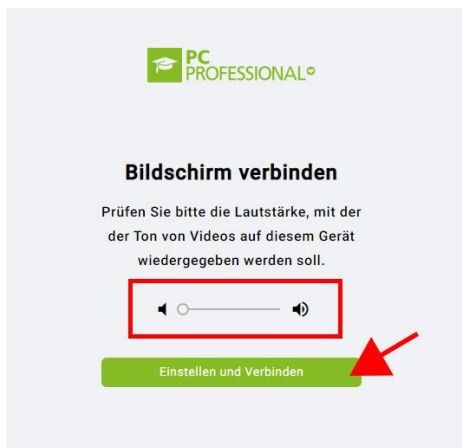 PC
PROFESSIONAL
Bildschirm verbinden
Prüfen Sie bitte die Lautstärke, mit der
der Ton von Videos auf diesem Gerät
wiedergegeben werden soll.
Einstellen und Verbinden